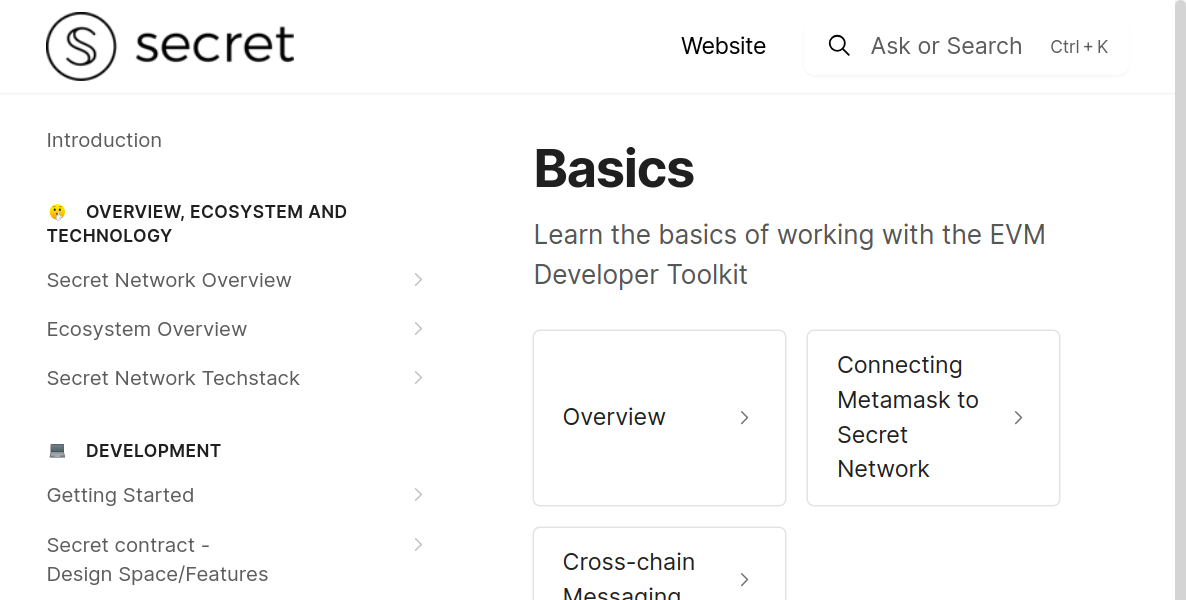 secret
Website
Ask or Search Ctrl + K
Introduction
OVERVIEW, ECOSYSTEM AND
TECHNOLOGY
Secret Network Overview
Ecosystem Overview
Secret Network Techstack
DEVELOPMENT
Getting Started
Secret contract -
Design Space/Features
Basics
Learn the basics of working with the EVM
Developer Toolkit
Overview
Connecting
Metamask to
Secret
Network
Cross-chain
Messaging